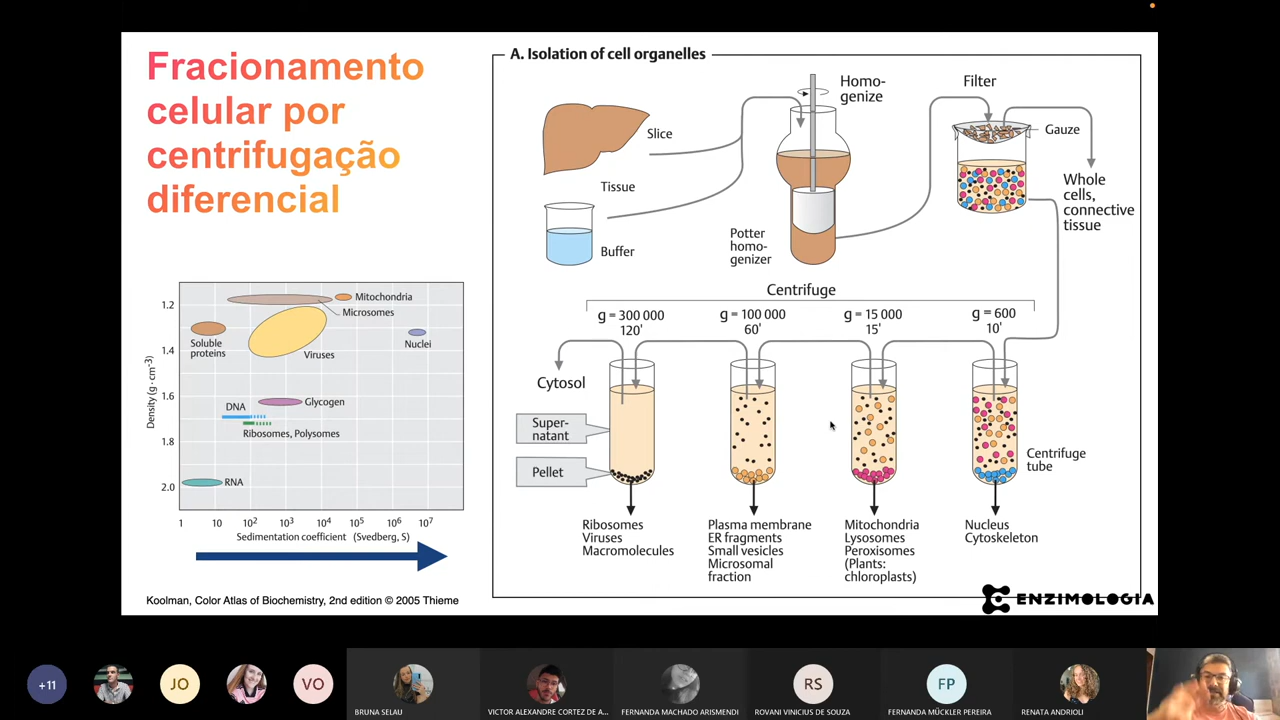 Fracionamento
celular por
centrifugação
diferencial
A. Isolation of cell organelles
Slice
Tissue
Buffer
Homo-
genize
Potter
homo-
genizer
Filter
Gauze
Whole
cells,
connective
tissue
Centrifuge
g = 300 000
120'
g = 100 000
60'
g = 15 000
15'
g = 600
10'
Cytosol
Super-
natant
Pellet
Centrifuge
tube
Ribosomes
Viruses
Macromolecules
Plasma membrane
ER fragments
Small vesicles
Microsomal
fraction
Mitochondria
Lysosomes
Peroxisomes
(Plants:
chloroplasts)
Nucleus
Cytoskeleton
Density (g · cm-3)
1.2
1.4
1.6
1.8
2.0
Mitochondria
Microsomes
Soluble
proteins
Viruses
Nuclei
DNA
Glycogen
Ribosomes, Polysomes
RNA
1 10 10² 10³ 10⁴ 10⁵ 10⁶ 10⁷
Sedimentation coefficient (Svedberg, S)
Koolman, Color Atlas of Biochemistry, 2nd edition © 2005 Thieme
ENZIMOLOGIA
+11
JO
VO
BRUNA SELAU
VICTOR ALEXANDRE CORTEZ DE A...
FERNANDA MACHADO ARISMENDI
RS
ROVANI VINICIUS DE SOUZA
FP
FERNANDA MÜCKLER PEREIRA
RENATA ANDRIOLI